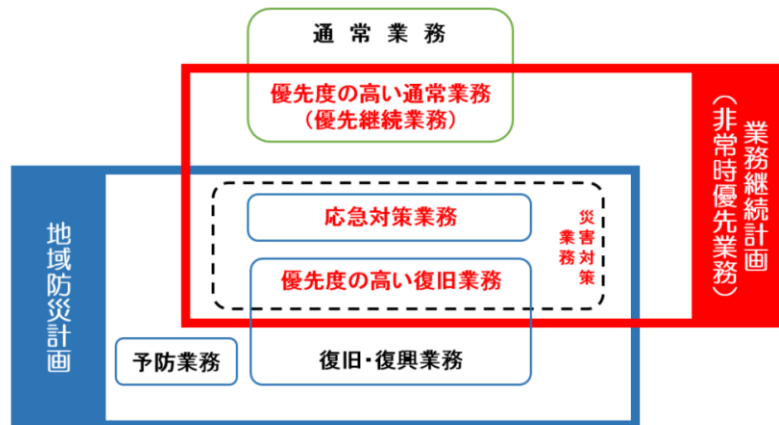 通常業務
優先度の高い通常業務
(優先継続業務)
業務継続計画
(非常時優先業務)
地域防災計画
応急対策業務
災害対策
業務
優先度の高い復旧業務
予防業務
復旧・復興業務